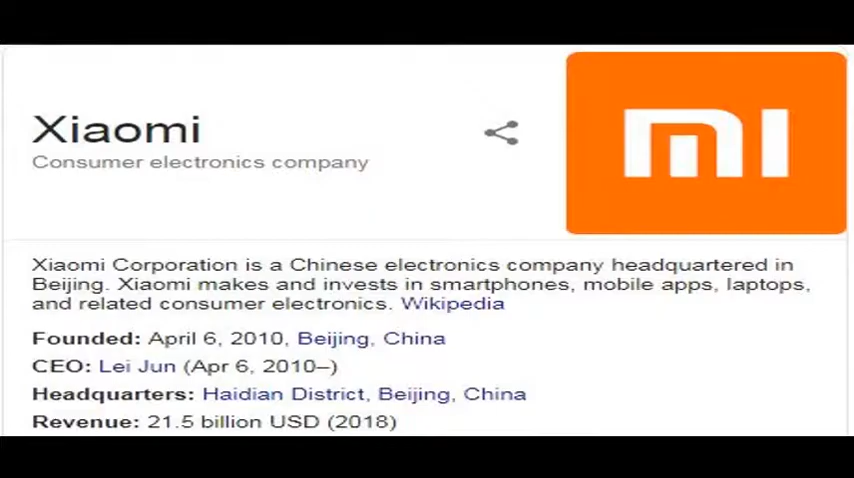 Xiaomi
Consumer electronics company
mi
Xiaomi Corporation is a Chinese electronics company headquartered in
Beijing. Xiaomi makes and invests in smartphones, mobile apps, laptops,
and related consumer electronics. Wikipedia
Founded: April 6, 2010, Beijing, China
CEO: Lei Jun (Apr 6, 2010–)
Headquarters: Haidian District, Beijing, China
Revenue: 21.5 billion USD (2018)